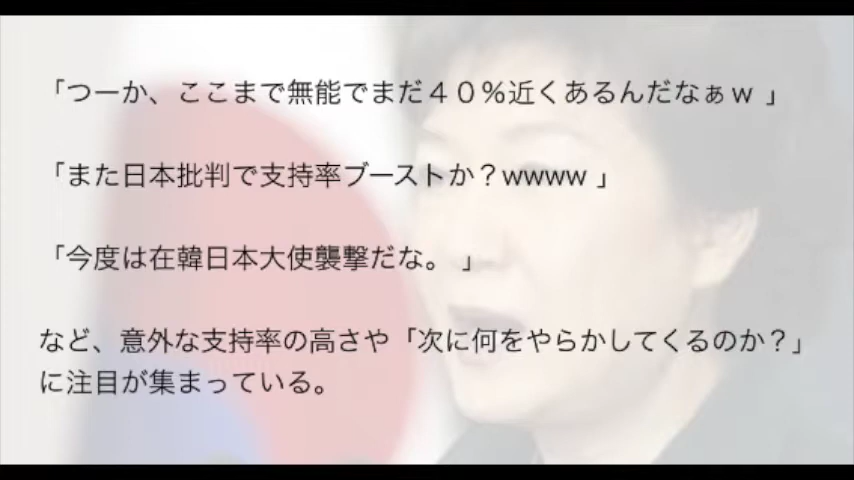 「つーか、ここまで無能でまだ４０％近くあるんだなぁｗ 」
「また日本批判で支持率ブーストか？wwww 」
「今度は在韓日本大使襲撃だな。 」
など、意外な支持率の高さや「次に何をやらかしてくるのか？」
に注目が集まっている。